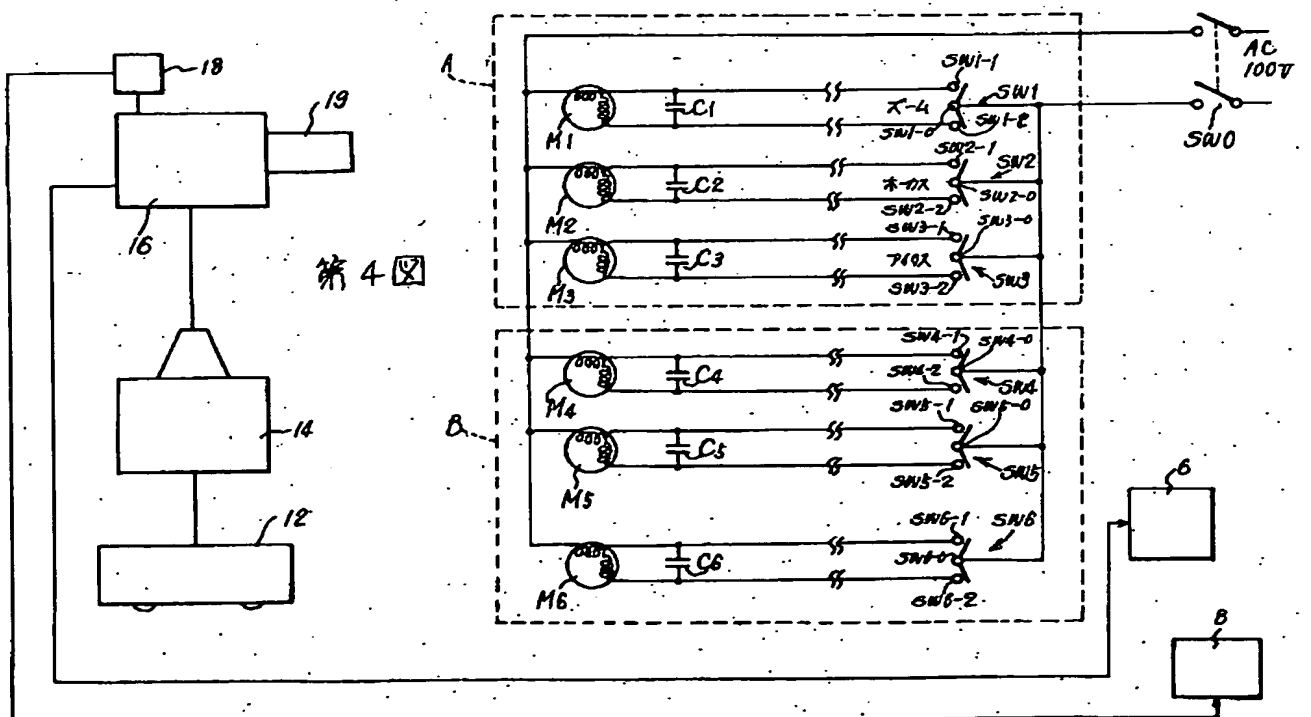 18
19
16
第4図
14
12
A
AC
100V
SW0
SW1-1
SW1
ズーム
SW1-0
SW1-2
M1
C1
SW2-1
SW2
ホーカス
SW2-0
SW2-2
M2
C2
SW3-1
SW3-0
アイリス
SW3-2
SW3
M3
C3
B
SW4-1
SW4-0
SW4-2
SW4
M4
C4
SW5-1
SW5-0
SW5-2
SW5
M5
C5
SW6-1
SW6
SW6-0
SW6-2
M6
C6
6
8